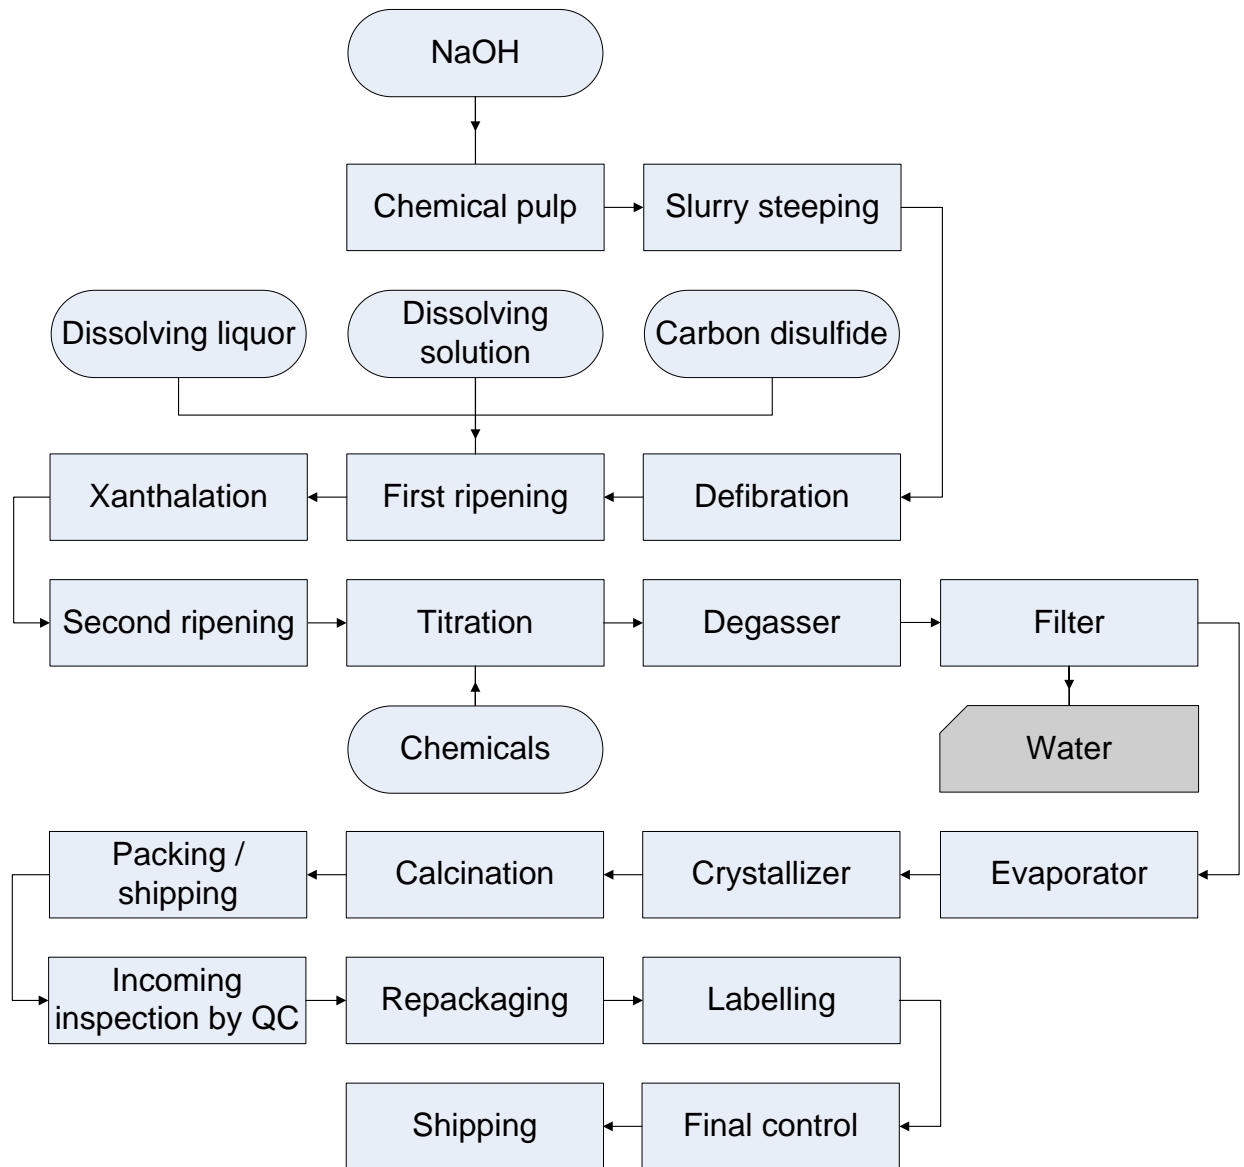 NaOH
Chemical pulp
Slurry steeping
Dissolving liquor
Dissolving
solution
Carbon disulfide
Xanthalation
First ripening
Defibration
Second ripening
Titration
Degasser
Filter
Chemicals
Water
Packing /
shipping
Calcination
Crystallizer
Evaporator
Incoming
inspection by QC
Repackaging
Labelling
Shipping
Final control